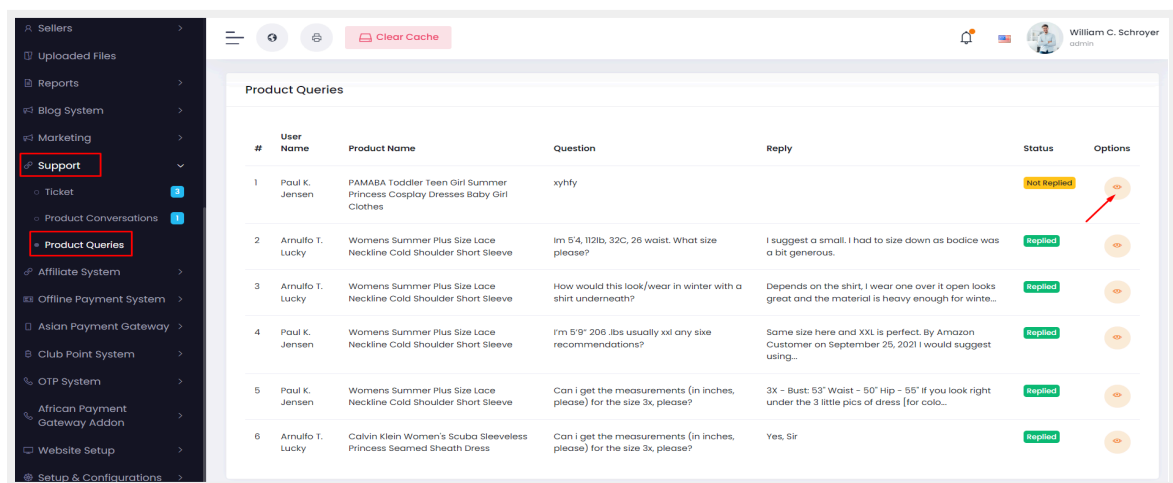 Sellers
Uploaded Files
Reports
Blog System
Marketing
Support
Ticket 3
Product Conversations 1
Product Queries
Affiliate System
Offline Payment System
Asian Payment Gateway
Club Point System
OTP System
African Payment
Gateway Addon
Website Setup
Setup & Configurations
Clear Cache
William C. Schroyer
admin
Product Queries
# User Name Product Name Question Reply Status Options
1 Paul K. PAMABA Toddler Teen Girl Summer xyhfy Not Replied
Jensen Princess Cosplay Dresses Baby Girl
Clothes
2 Arnulfo T. Womens Summer Plus Size Lace Im 5'4, 112lb, 32C, 26 waist. What size I suggest a small. I had to size down as bodice was Replied
Lucky Neckline Cold Shoulder Short Sleeve please? a bit generous.
3 Arnulfo T. Womens Summer Plus Size Lace How would this look/wear in winter with a Depends on the shirt, I wear one over it open looks Replied
Lucky Neckline Cold Shoulder Short Sleeve shirt underneath? great and the material is heavy enough for winte...
4 Paul K. Womens Summer Plus Size Lace I'm 5'9" 206 .lbs usually xxl any sixe Same size here and XXL is perfect. By Amazon Replied
Jensen Neckline Cold Shoulder Short Sleeve recommendations? Customer on September 25, 2021 I would suggest
using...
5 Paul K. Womens Summer Plus Size Lace Can i get the measurements (in inches, 3X - Bust: 53" Waist - 50" Hip - 55" If you look right Replied
Jensen Neckline Cold Shoulder Short Sleeve please) for the size 3x, please? under the 3 little pics of dress [for colo...
6 Arnulfo T. Calvin Klein Women's Scuba Sleeveless Can i get the measurements (in inches, Yes, Sir Replied
Lucky Princess Seamed Sheath Dress please) for the size 3x, please?